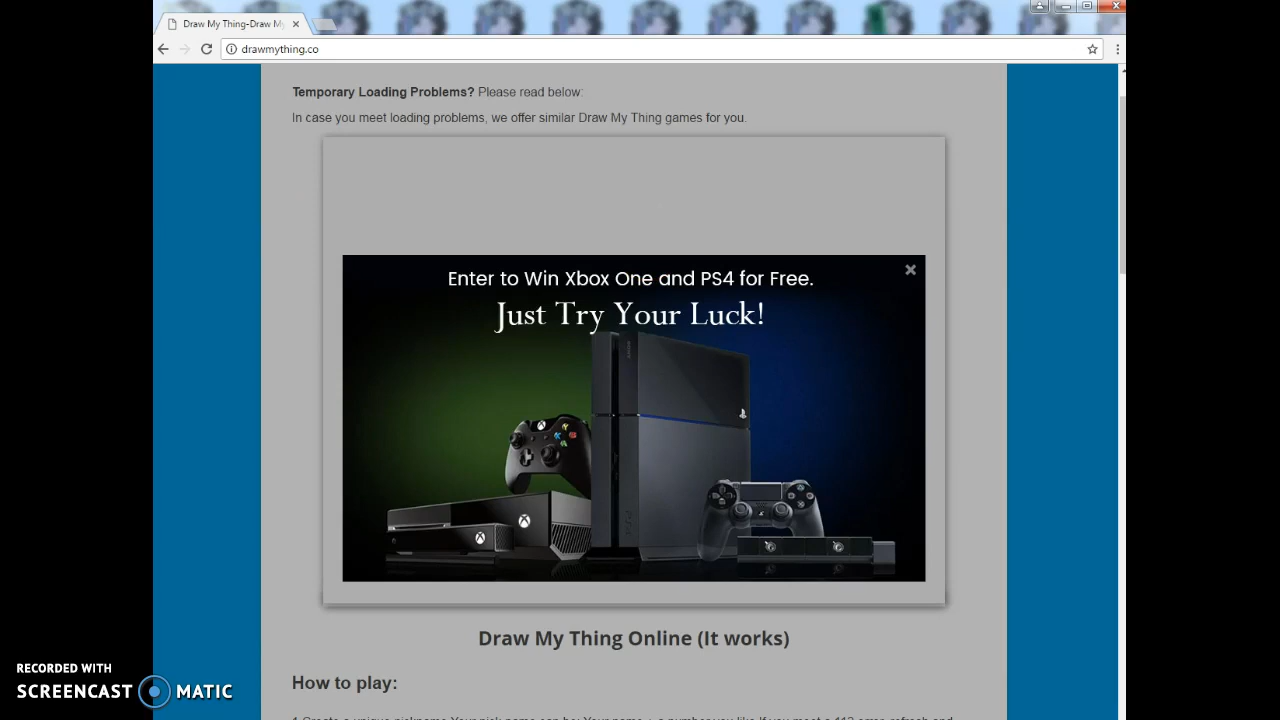 Draw My Thing-Draw My
drawmything.co
Temporary Loading Problems? Please read below:
In case you meet loading problems, we offer similar Draw My Thing games for you.
Enter to Win Xbox One and PS4 for Free.
Just Try Your Luck!
Draw My Thing Online (It works)
How to play:
RECORDED WITH
SCREENCAST MATIC